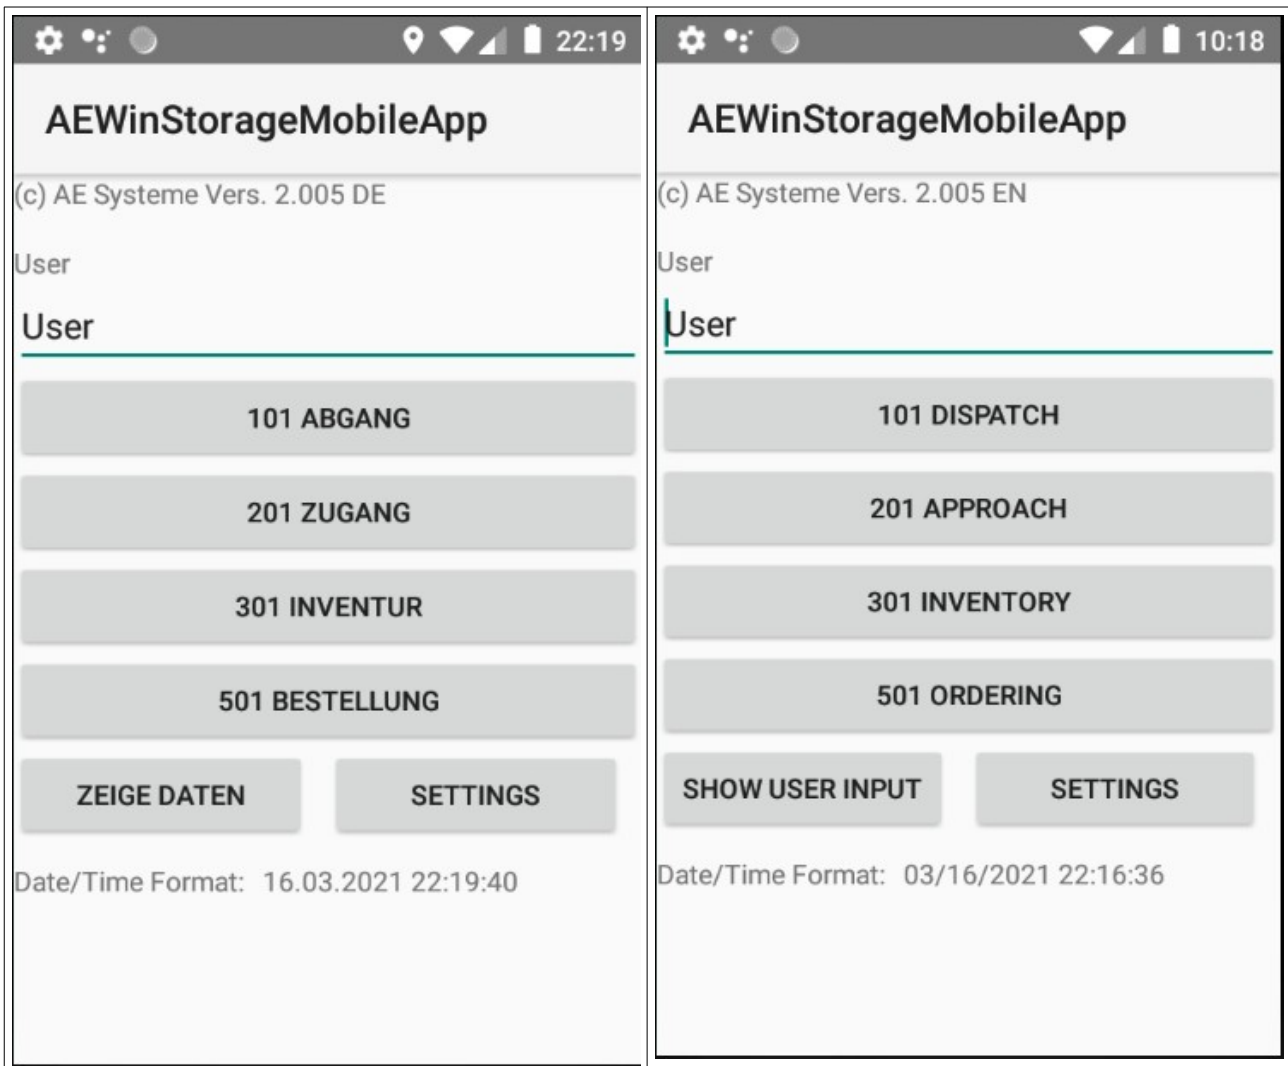 22:19
AEWinStorageMobileApp
(c) AE Systeme Vers. 2.005 DE
User
User
101 ABGANG
201 ZUGANG
301 INVENTUR
501 BESTELLUNG
ZEIGE DATEN SETTINGS
Date/Time Format: 16.03.2021 22:19:40
10:18
AEWinStorageMobileApp
(c) AE Systeme Vers. 2.005 EN
User
User
101 DISPATCH
201 APPROACH
301 INVENTORY
501 ORDERING
SHOW USER INPUT SETTINGS
Date/Time Format: 03/16/2021 22:16:36